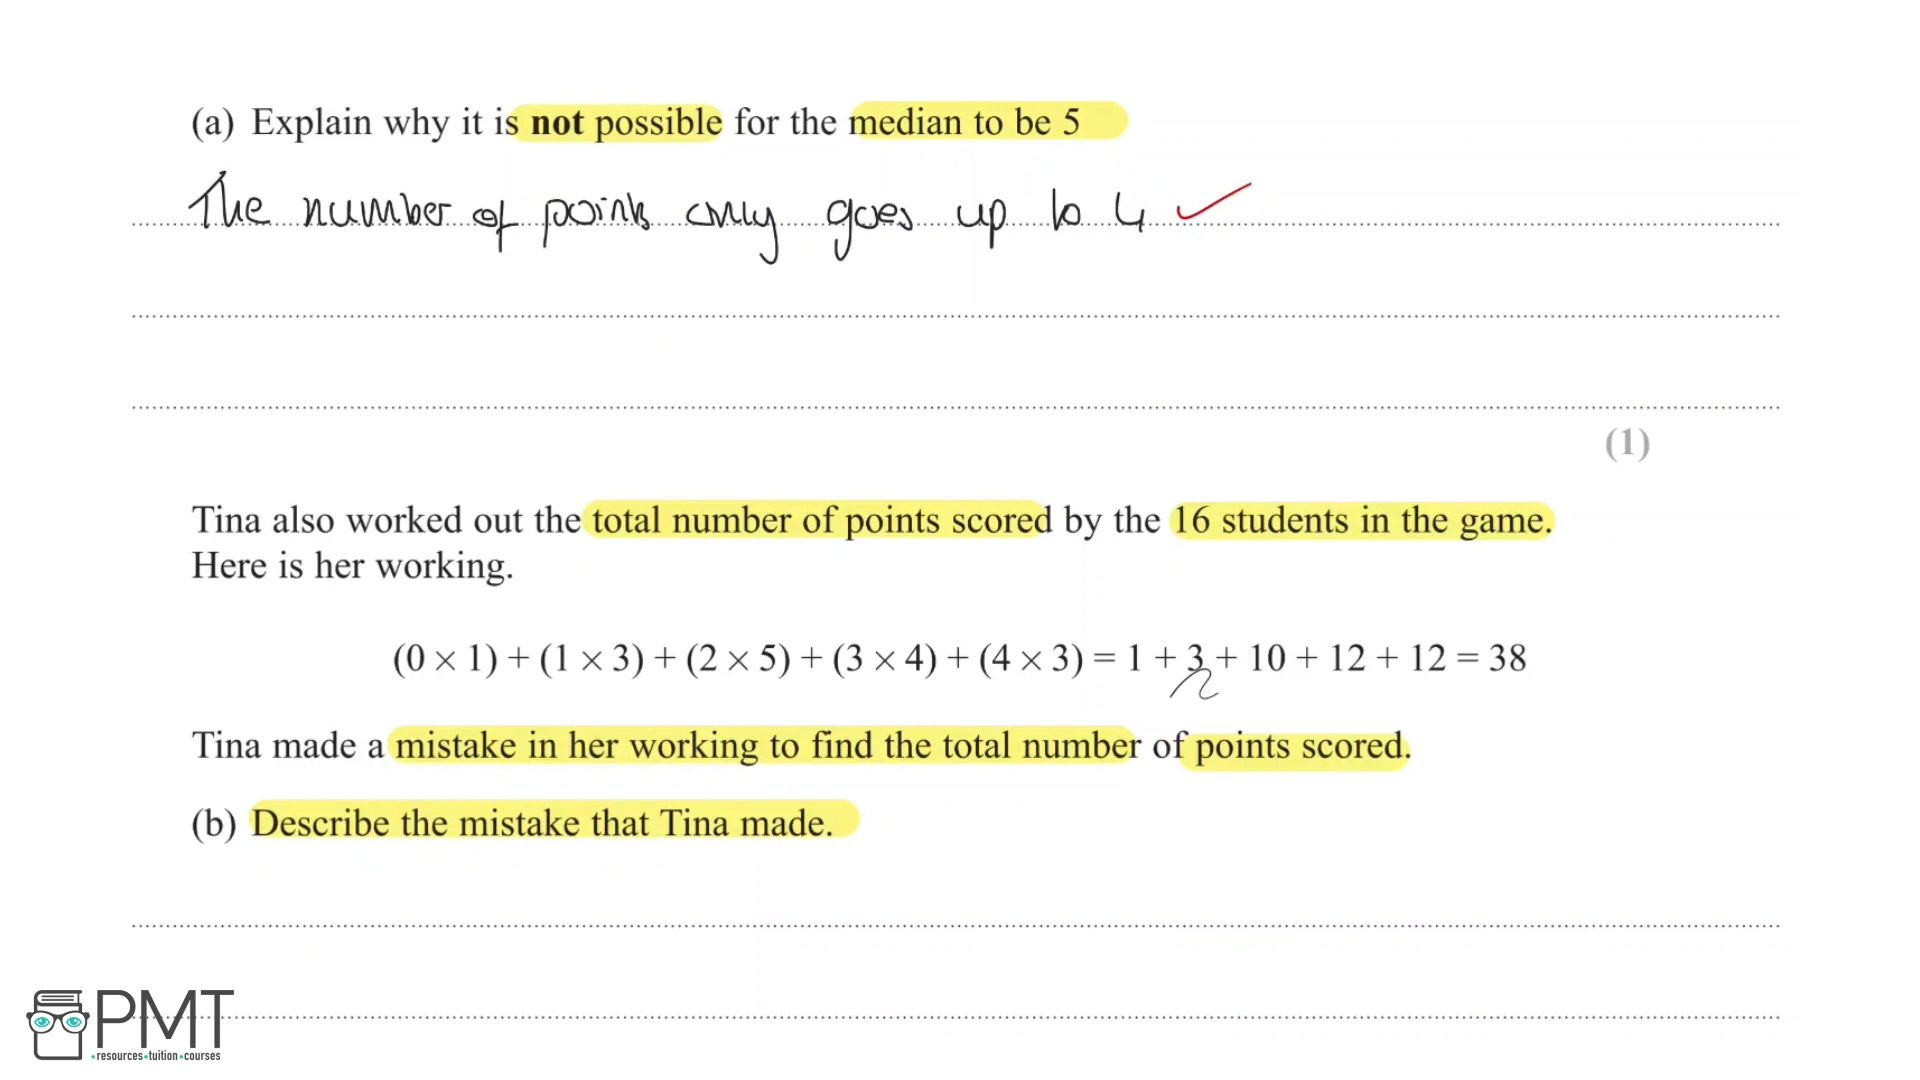 (a) Explain why it is not possible for the median to be 5
The number of points only goes up to 4
(1)
Tina also worked out the total number of points scored by the 16 students in the game.
Here is her working.
(0 × 1) + (1 × 3) + (2 × 5) + (3 × 4) + (4 × 3) = 1 + 3 + 10 + 12 + 12 = 38
Tina made a mistake in her working to find the total number of points scored.
(b) Describe the mistake that Tina made.
PMT
•resources•tuition•courses